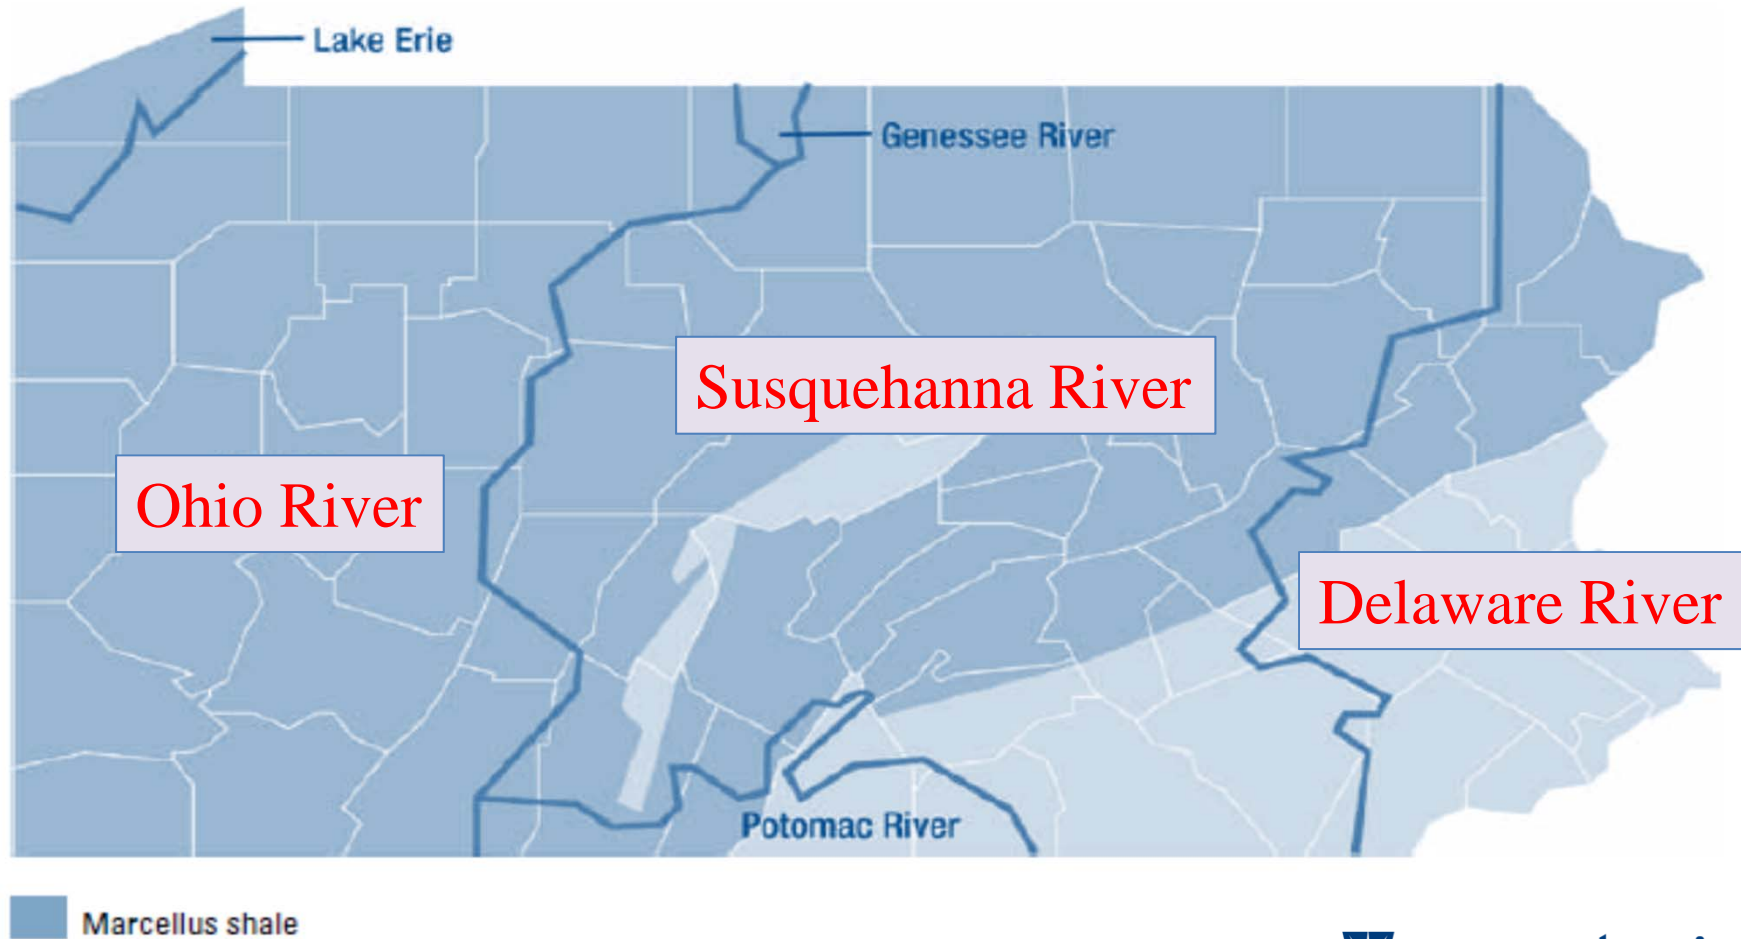 Lake Erie
Genessee River
Susquehanna River
Ohio River
Delaware River
Potomac River
Marcellus shale